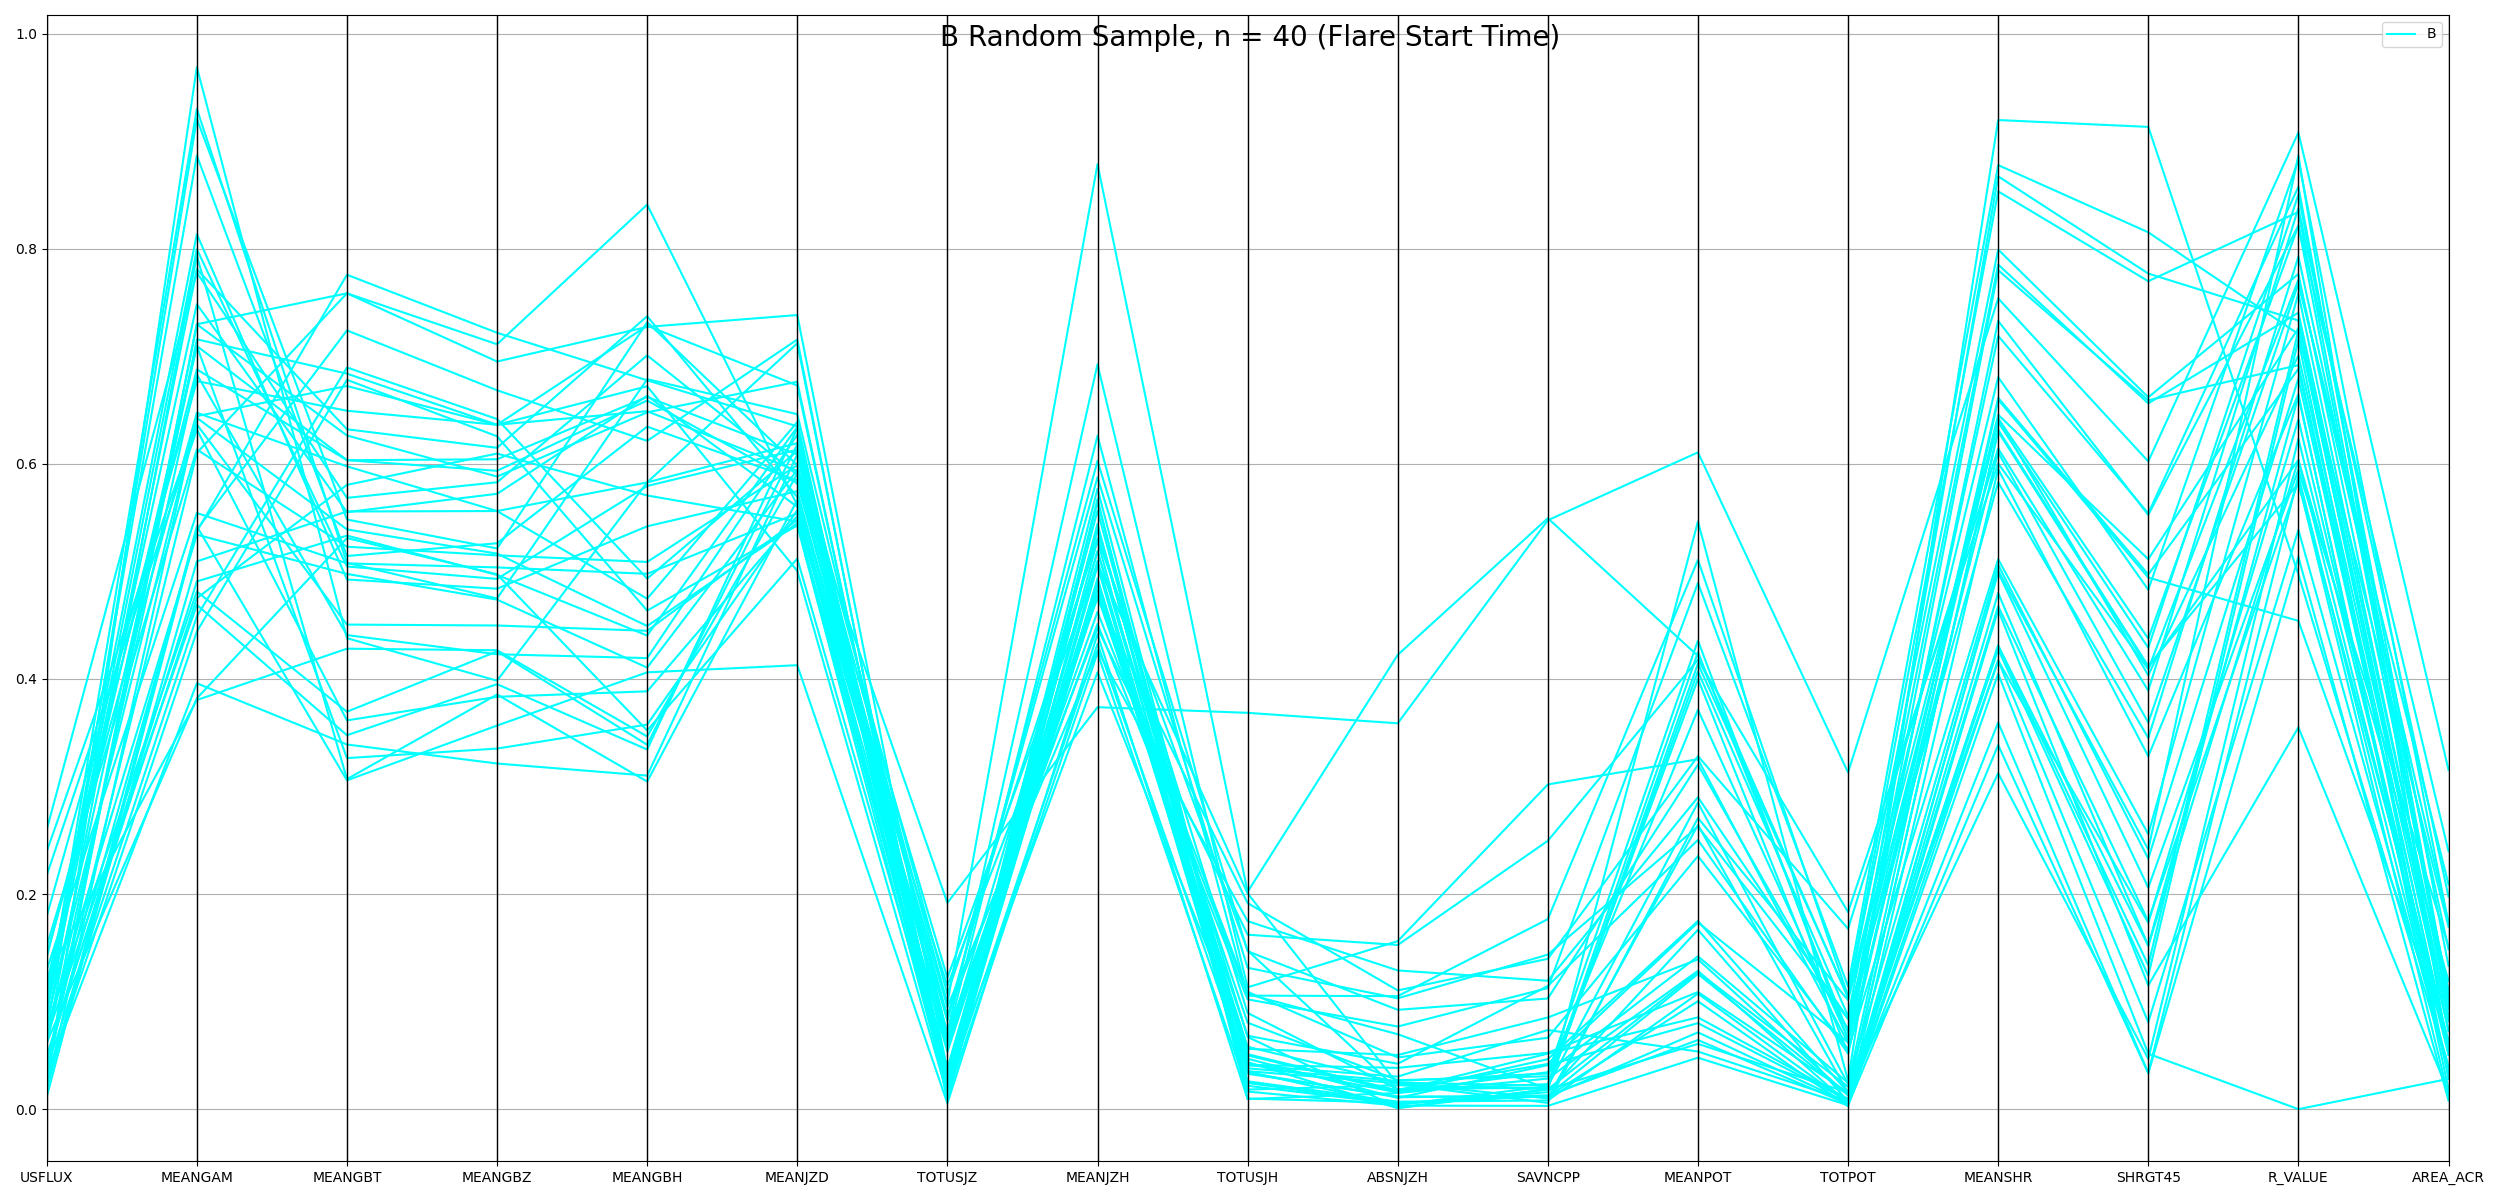 B Random Sample, n = 40 (Flare Start Time)
B
1.0
0.8
0.6
0.4
0.2
0.0
USFLUX MEANGAM MEANGBT MEANGBZ MEANGBH MEANJZD TOTUSJZ MEANJZH TOTUSJH ABSNJZH SAVNCPP MEANPOT TOTPOT MEANSHR SHRGT45 R_VALUE AREA_ACR